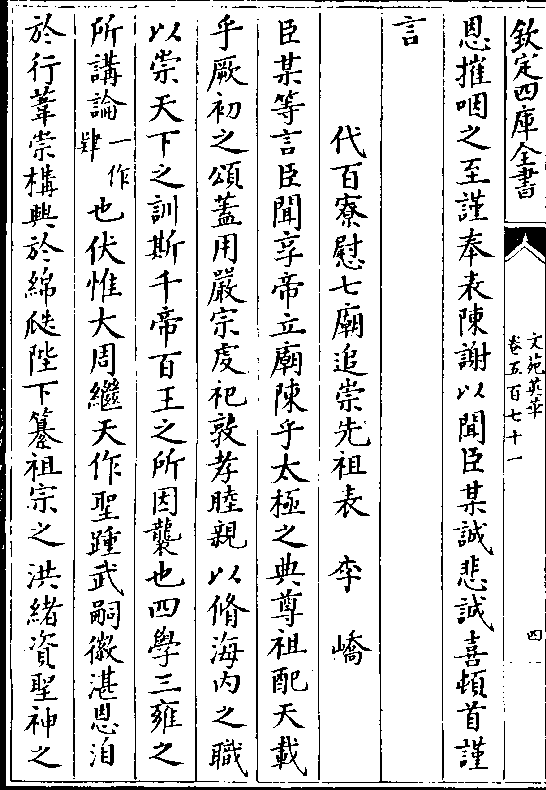 欽定四庫全書
文苑英華
卷五百七十一
四
恩摧咽之至謹奉表陳謝以聞臣某誠悲誠喜頓首謹
言
代百寮慰七廟追崇先祖表 李嶠
臣某等言臣聞享帝立廟陳乎太極之典尊祖配天載
乎厥初之頌蓋用嚴宗䖍祀敦孝睦親以脩海内之職
以崇天下之訓斯千帝百王之所因襲也四學三雍之
所講論一作肄也伏惟大周繼天作聖踵武嗣徽湛恩洎
於行葦崇構興於綿瓞陛下纂祖宗之洪緒資聖神之